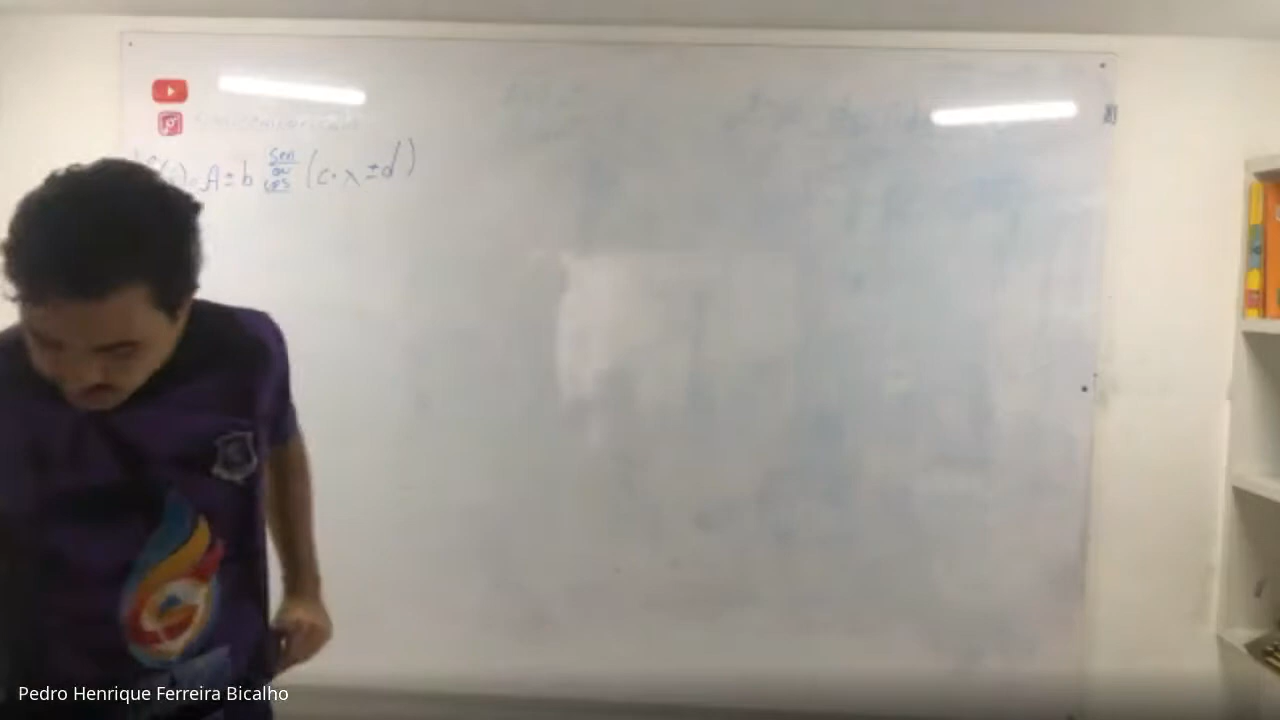 f(x)=A±b sen ou cos (c·x±d)
Pedro Henrique Ferreira Bicalho